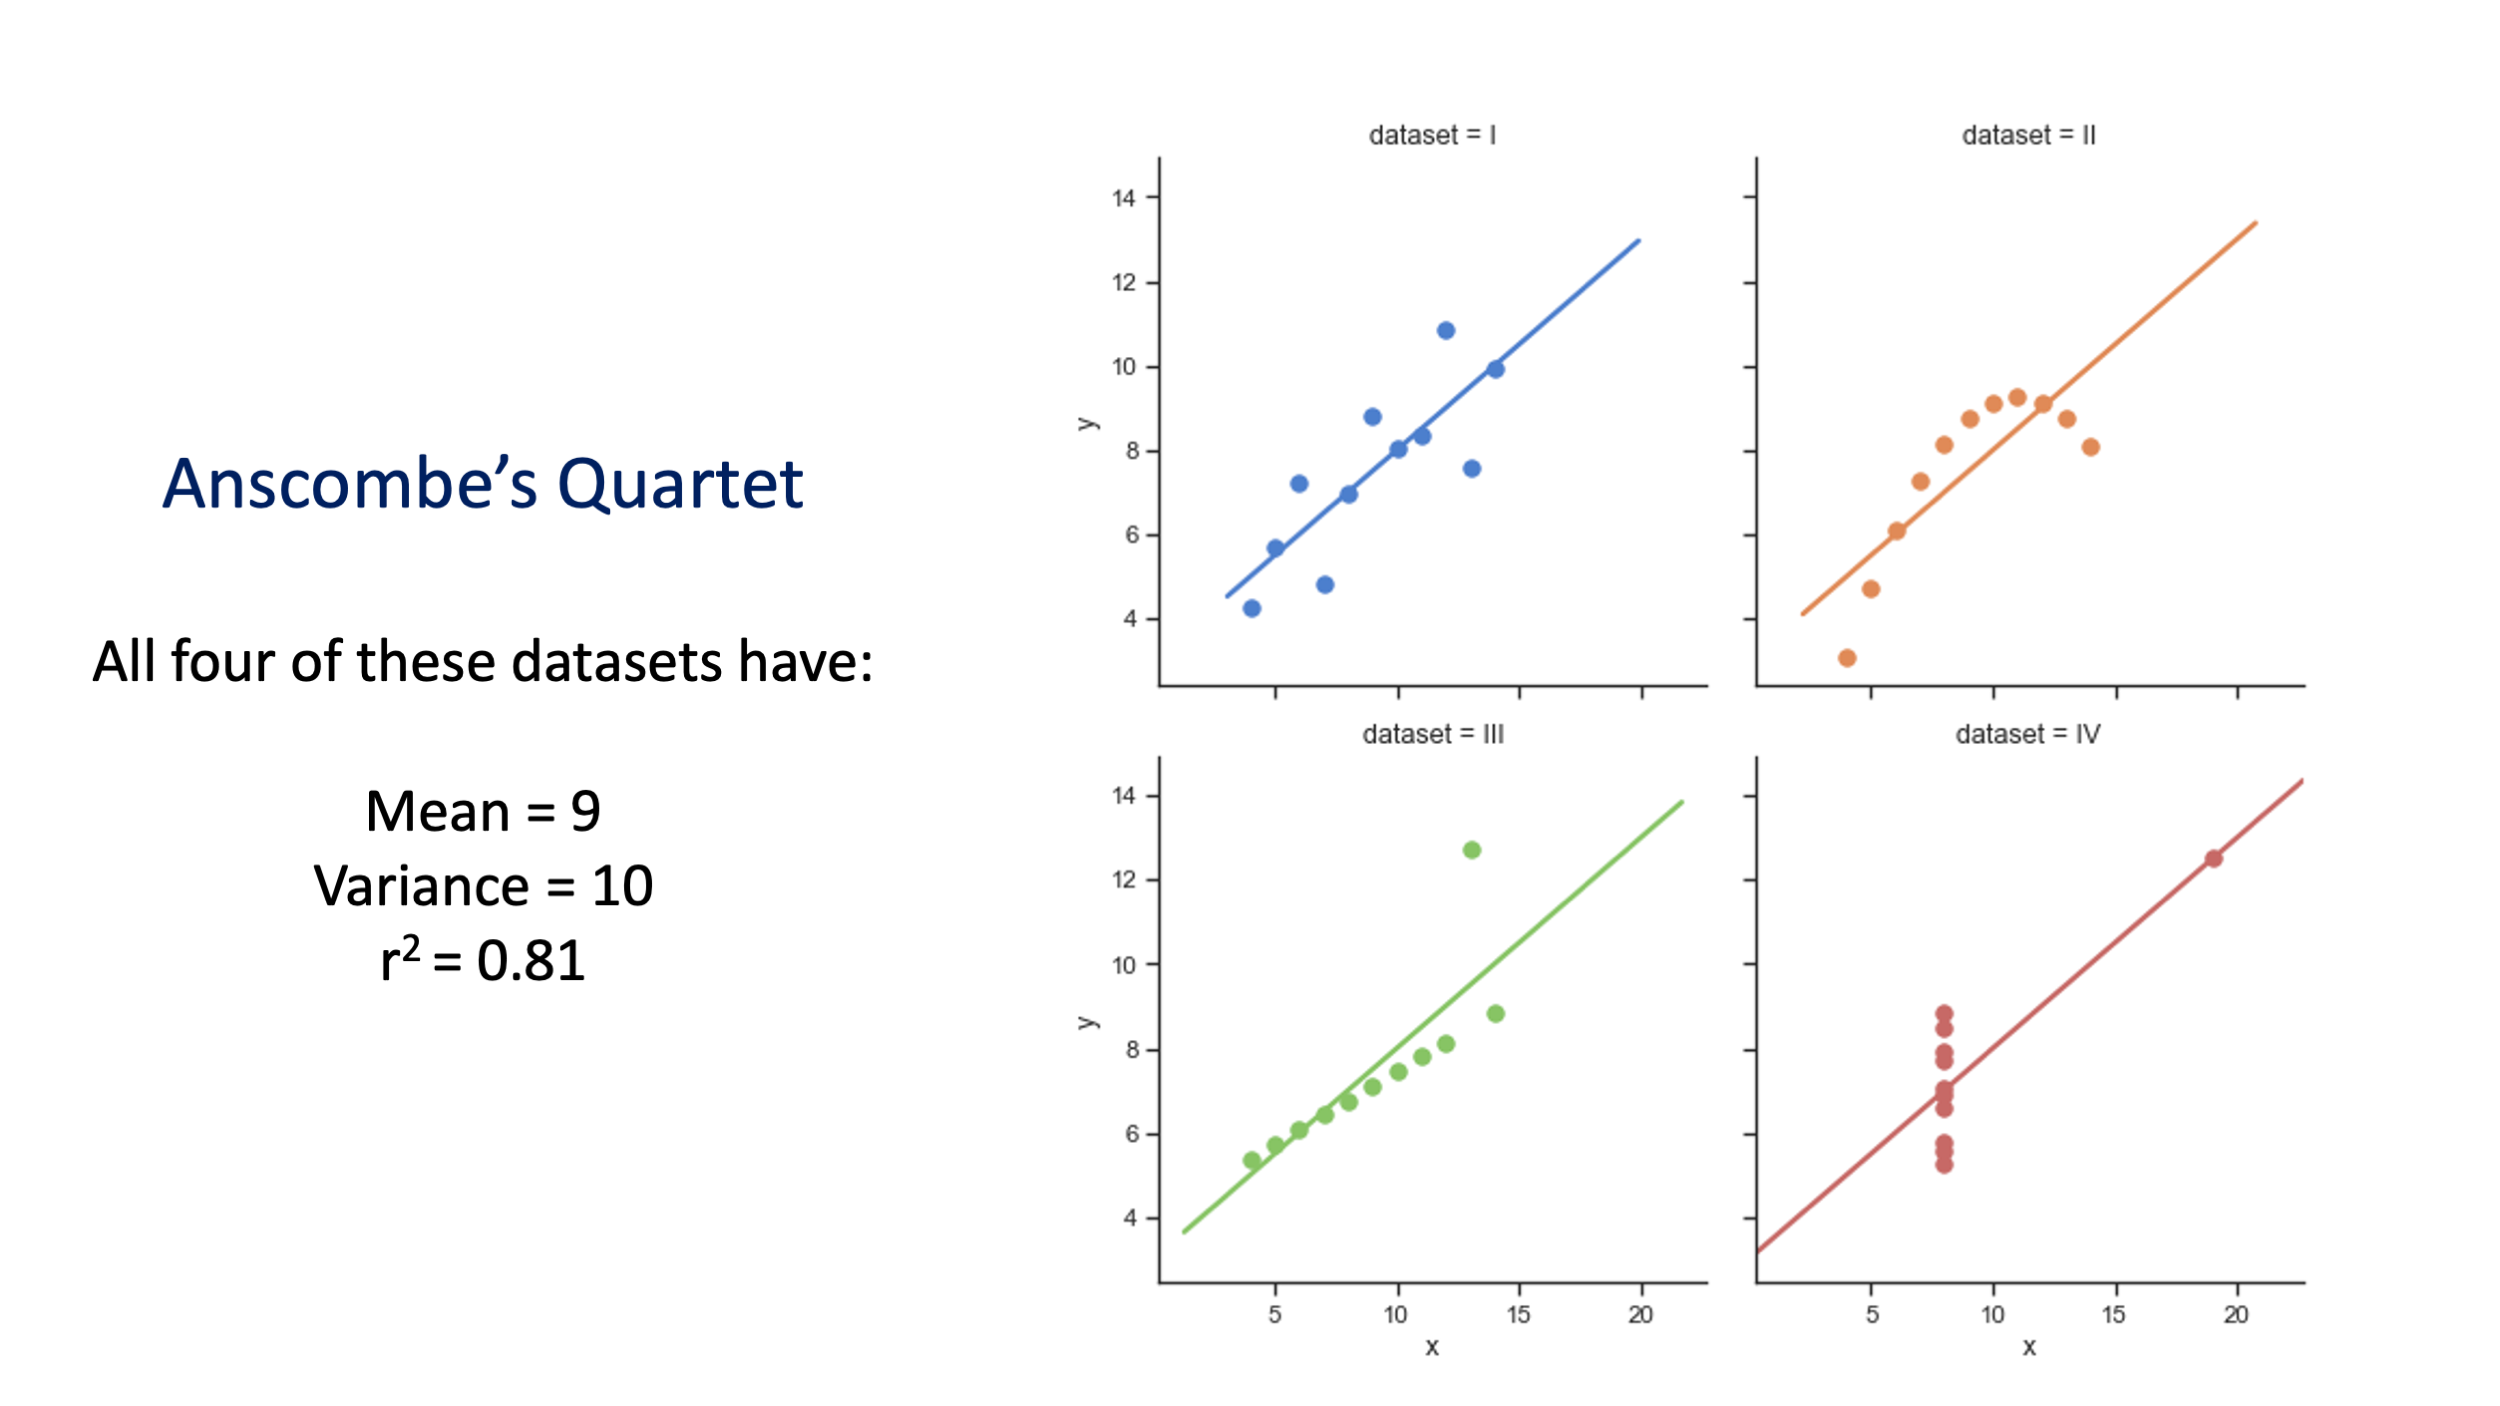 Anscombe’s Quartet
All four of these datasets have:
Mean = 9
Variance = 10
r² = 0.81
dataset = I
14
12
10
8
6
4
y
dataset = II
dataset = III
14
12
10
8
6
4
y
5
10
15
20
x
dataset = IV
5
10
15
20
x